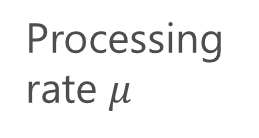 Processing
rate μ